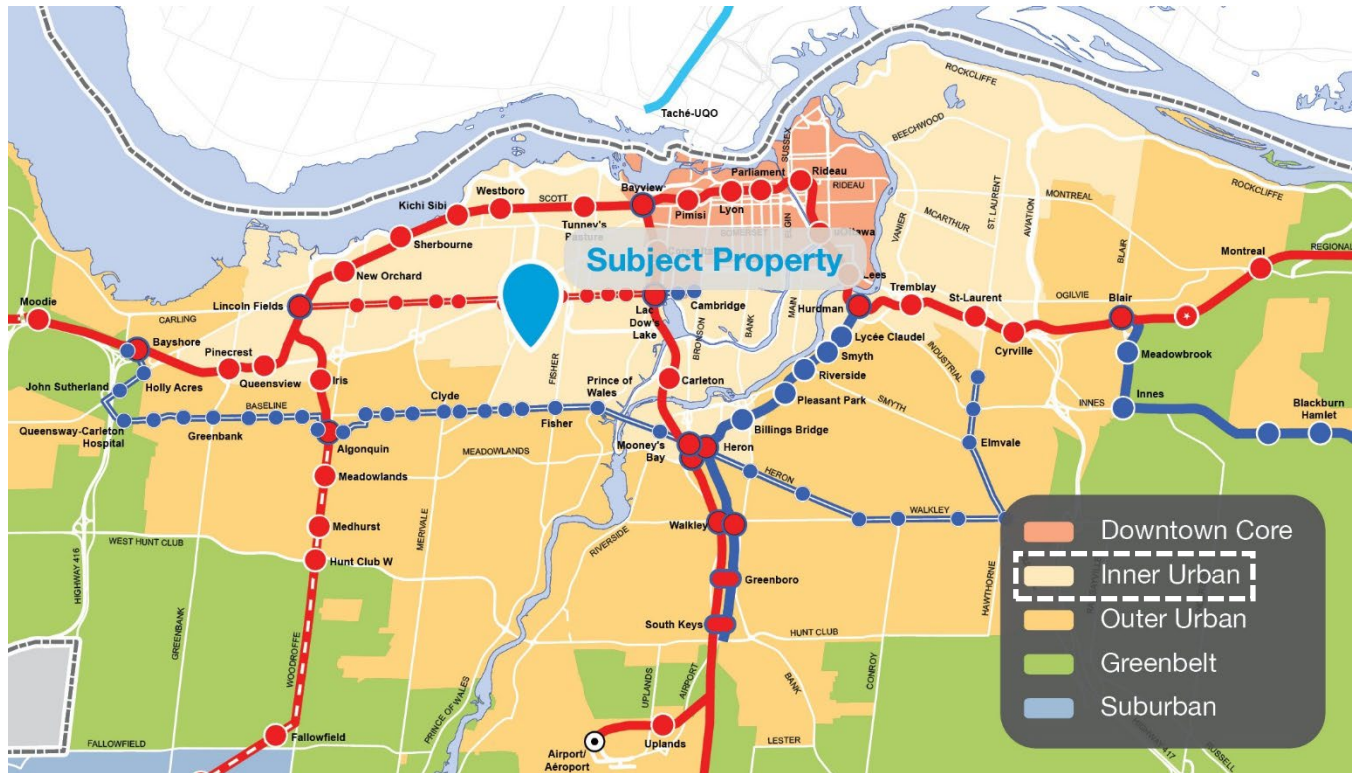 Taché-UQO
ROCKCLIFFE
BEECHWOOD
SUSSEX
Parliament
Rideau
RIDEAU
Bayview
Westboro
SCOTT
Kichi Sibi
Pimisi
Lyon
Tunney's
Sherbourne
New Orchard
Subject Property
VANIER
MCARTHUR
ST. LAURENT
AVIATION
MONTREAL
ROCKCLIFFE
BLAIR
Montreal
REGIONAL
Lees
Tremblay
St-Laurent
OGILVIE
Blair
Hurdman
Cyrville
Moodie
CARLING
Lincoln Fields
Cambridge
Lac
Dow's
Lake
BRONSON
BANK
MAIN
Lycée Claudel
Smyth
Riverside
Pleasant Park
Billings Bridge
INDUSTRIAL
SMYTH
Meadowbrook
INNES
Innes
Blackburn
Hamlet
Bayshore
Pinecrest
Queensview
Iris
John Sutherland
Holly Acres
BASELINE
Queensway-Carleton
Hospital
Greenbank
Algonquin
Clyde
FISHER
Fisher
Prince of
Wales
Carleton
Mooney's
Bay
Heron
HERON
Elmvale
WALKLEY
MEADOWLANDS
Meadowlands
Medhurst
MERIVALE
WEST HUNT CLUB
Hunt Club W
HIGHWAY 416
GREENBANK
WOODROFFE
RIVERSIDE
Walkley
Greenboro
South Keys
HUNT CLUB
HAWTHORNE
CONROY
BANK
PRINCE OF WALES
UPLANDS
AIRPORT
Fallowfield
FALLOWFIELD
Airport/
Aéroport
Uplands
LESTER
HIGHWAY 417
RUSSELL
Downtown Core
Inner Urban
Outer Urban
Greenbelt
Suburban